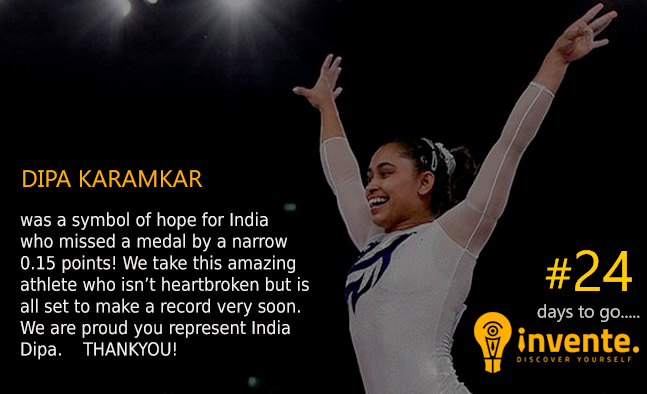 DIPA KARAMKAR
was a symbol of hope for India
who missed a medal by a narrow
0.15 points! We take this amazing
athlete who isn’t heartbroken but is
all set to make a record very soon.
We are proud you represent India
Dipa. THANKYOU!
#24
days to go.....
invente.
DISCOVER YOURSELF